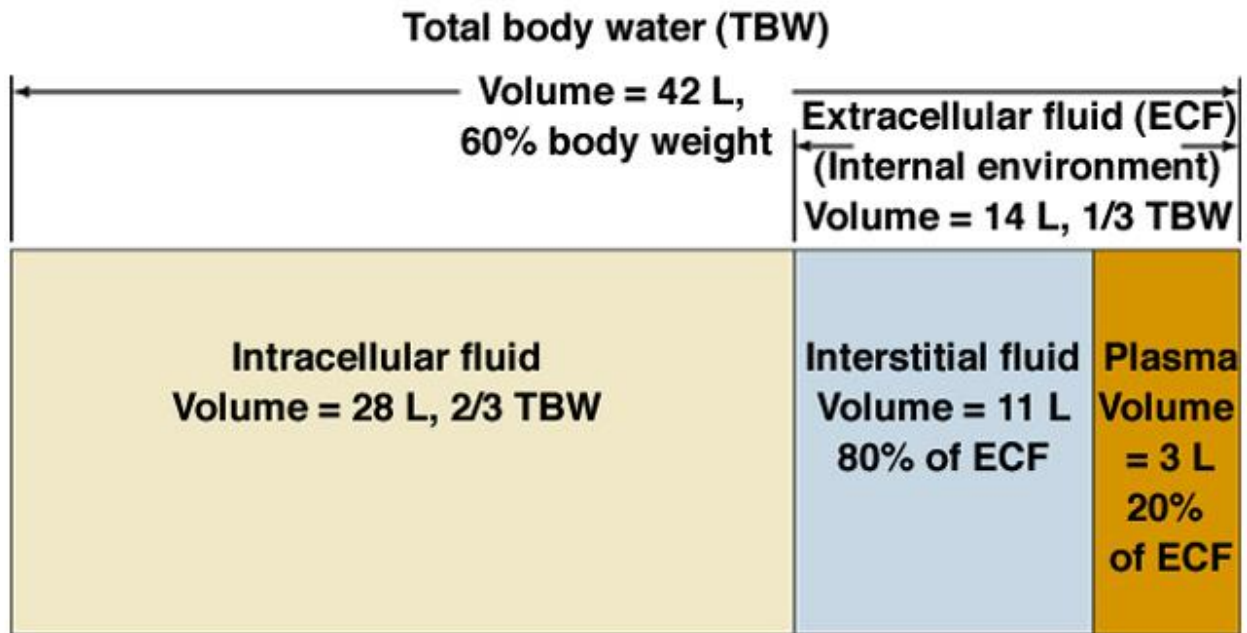 Total body water (TBW)
Volume = 42 L,
60% body weight
Extracellular fluid (ECF)
(Internal environment)
Volume = 14 L, 1/3 TBW
Intracellular fluid
Volume = 28 L, 2/3 TBW
Interstitial fluid
Volume = 11 L
80% of ECF
Plasma
Volume
= 3 L
20%
of ECF